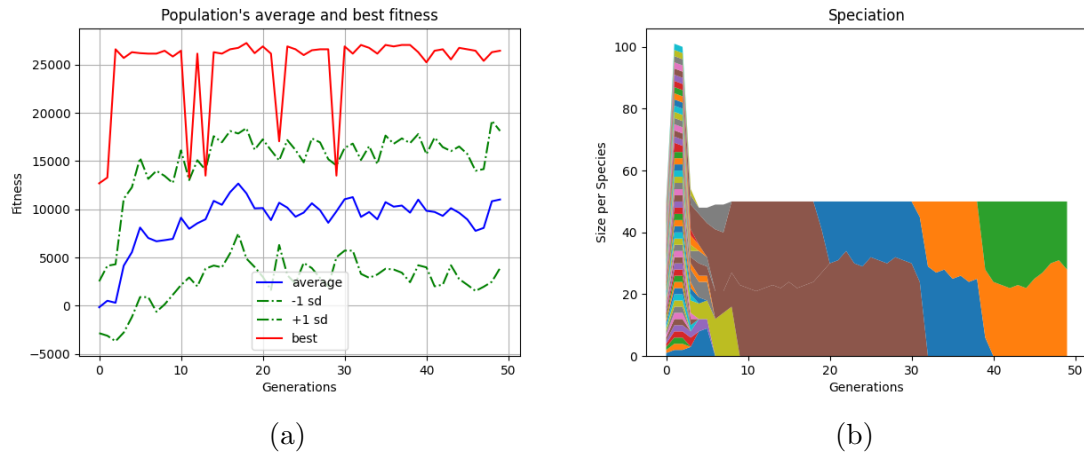 Population's average and best fitness
25000
20000
15000
10000
5000
0
−5000
Fitness
0
10
20
30
40
50
Generations
average
-1 sd
+1 sd
best
(a)
Speciation
100
80
60
40
20
0
Size per Species
0
10
20
30
40
50
Generations
(b)